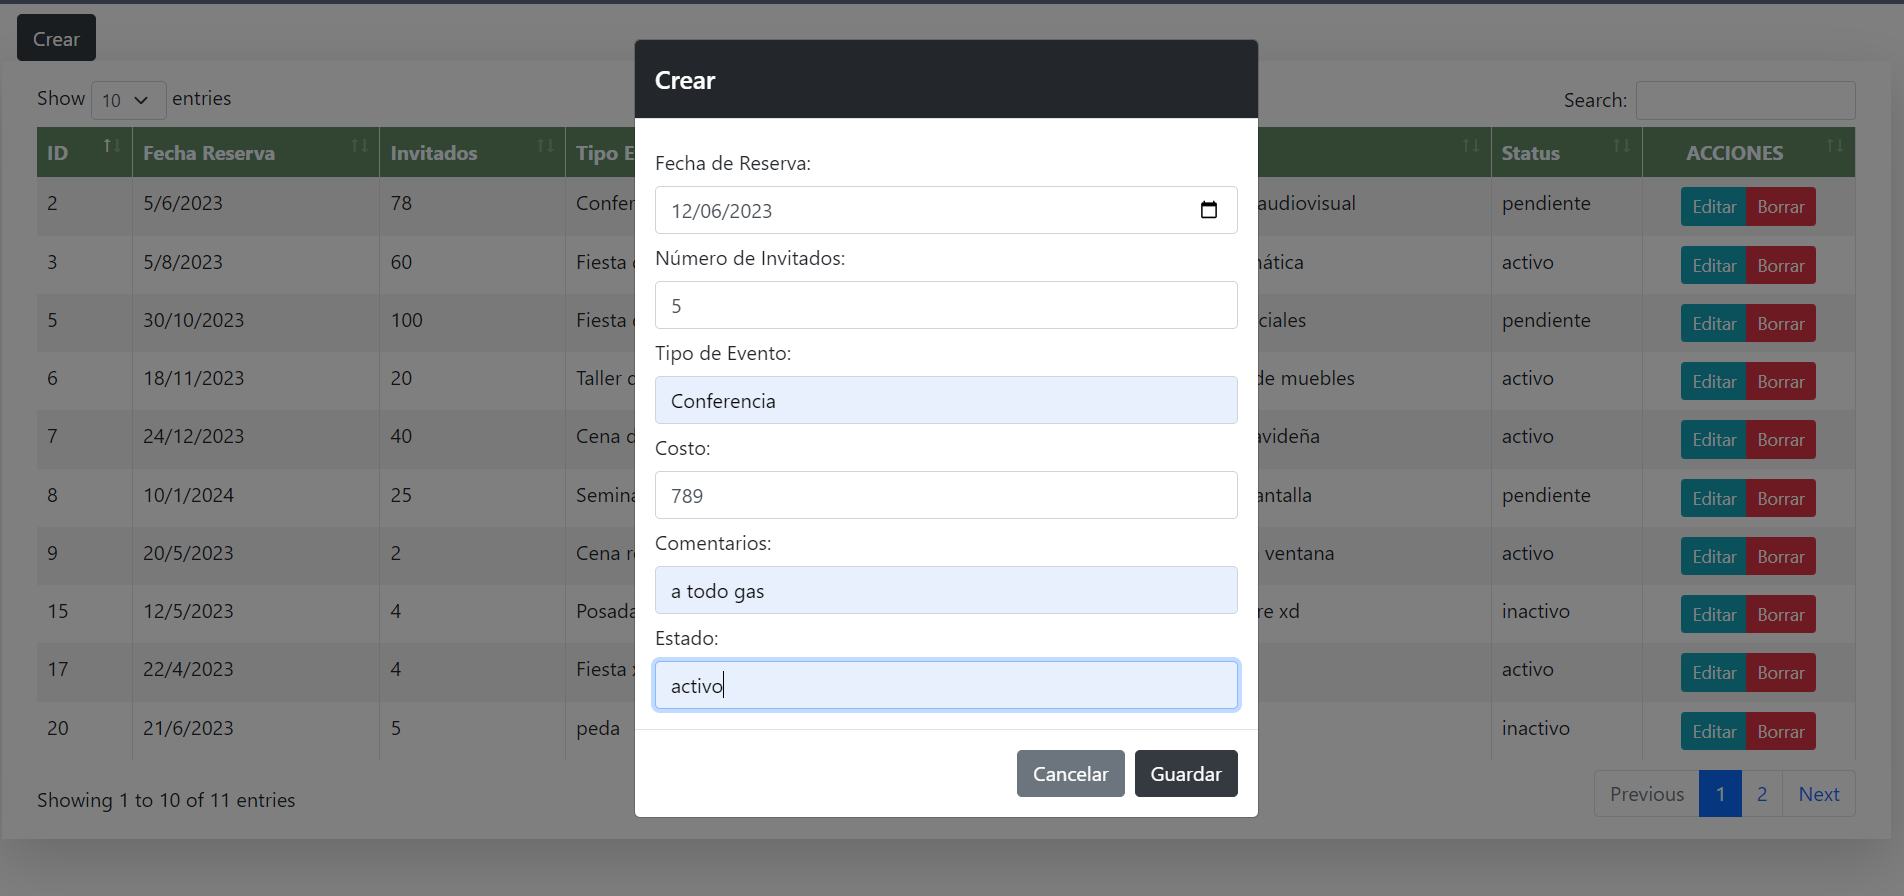 Crear
Show 10 entries
Search:
ID Fecha Reserva Invitados Tipo Status ACCIONES
2 5/6/2023 78 audiovisual pendiente Editar Borrar
3 5/8/2023 60 Fiesta activo Editar Borrar
5 30/10/2023 100 Fiesta pendiente Editar Borrar
6 18/11/2023 20 Taller de muebles activo Editar Borrar
7 24/12/2023 40 Cena activo Editar Borrar
8 10/1/2024 25 pendiente Editar Borrar
9 20/5/2023 2 Cena ventana activo Editar Borrar
15 12/5/2023 4 Posada xd inactivo Editar Borrar
17 22/4/2023 4 Fiesta activo Editar Borrar
20 21/6/2023 5 peda inactivo Editar Borrar
Showing 1 to 10 of 11 entries
Previous 1 2 Next
Crear
Fecha de Reserva:
12/06/2023
Número de Invitados:
5
Tipo de Evento:
Conferencia
Costo:
789
Comentarios:
a todo gas
Estado:
activo
Cancelar Guardar